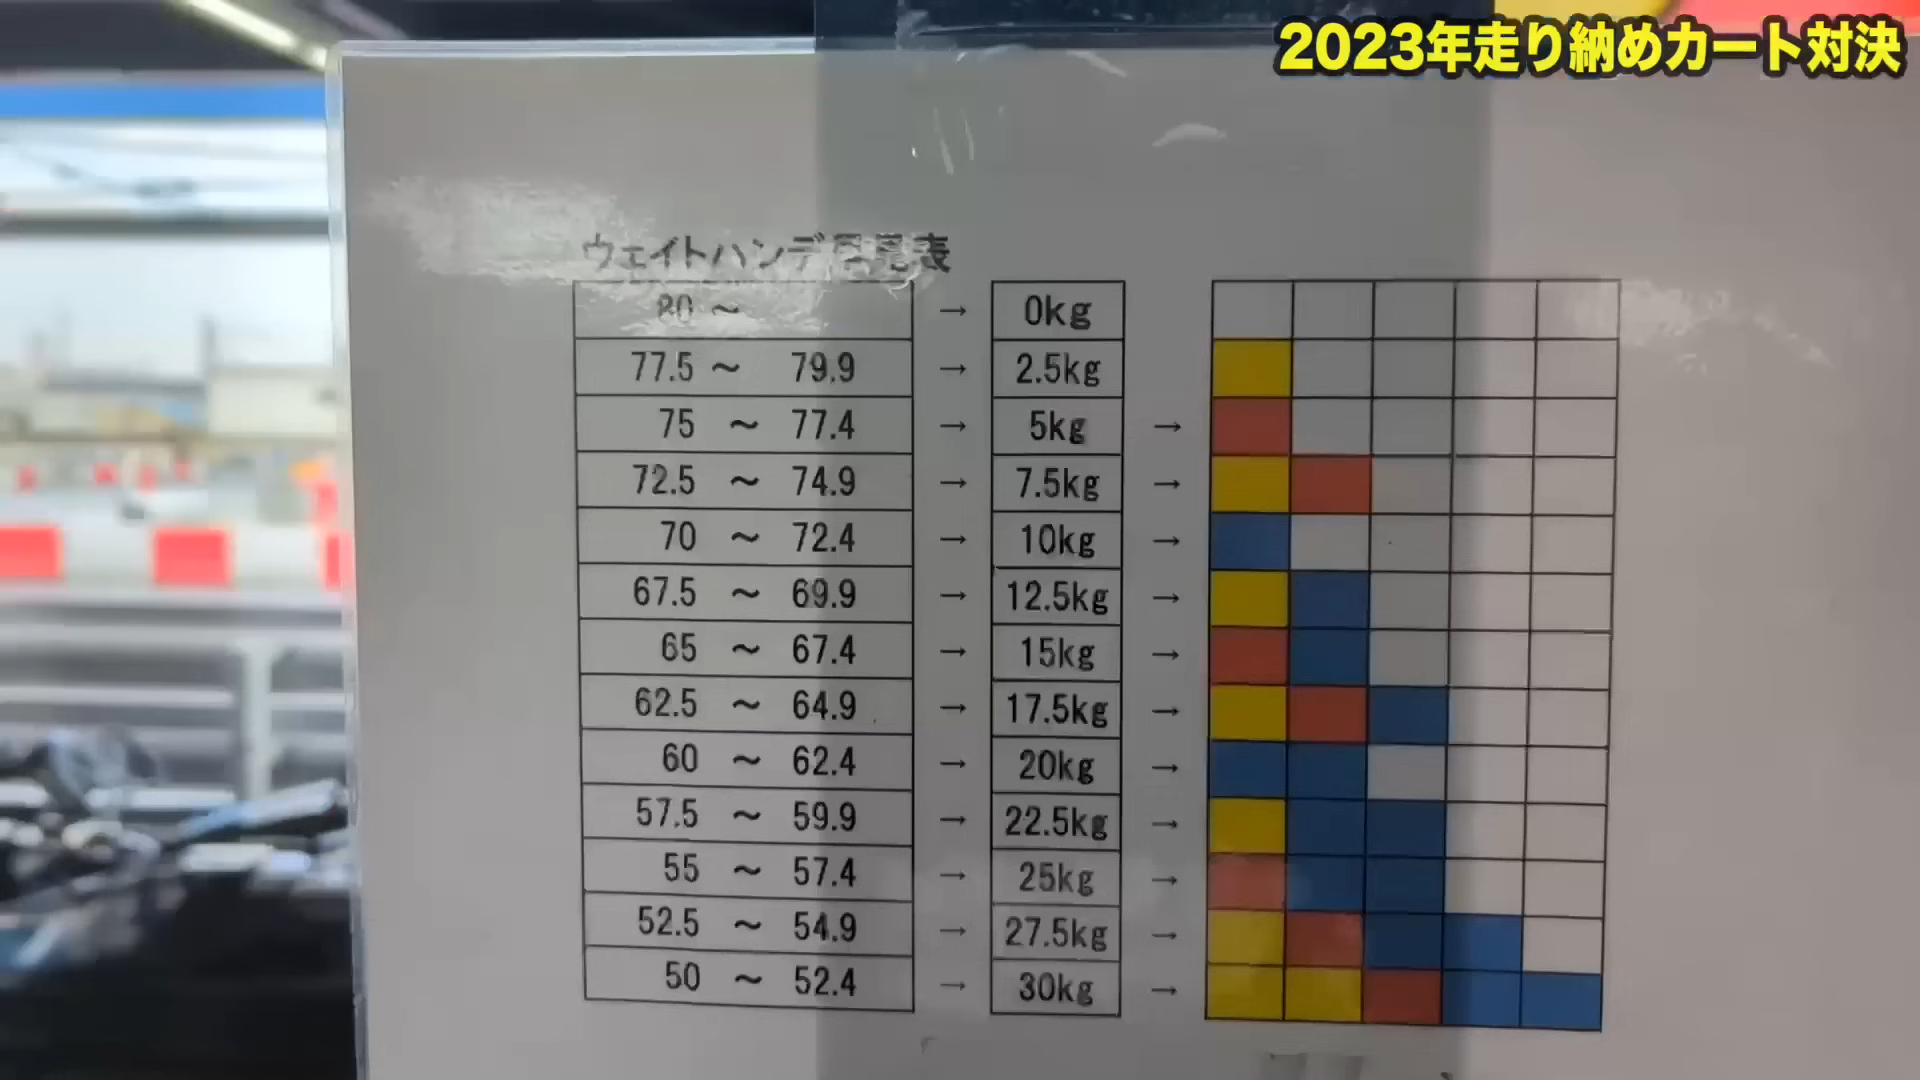 2023年走り納めカート対決
ウェイトハンデ早見表
80 ～ → 0kg
77.5 ～ 79.9 → 2.5kg
75 ～ 77.4 → 5kg →
72.5 ～ 74.9 → 7.5kg →
70 ～ 72.4 → 10kg →
67.5 ～ 69.9 → 12.5kg →
65 ～ 67.4 → 15kg →
62.5 ～ 64.9 → 17.5kg →
60 ～ 62.4 → 20kg →
57.5 ～ 59.9 → 22.5kg →
55 ～ 57.4 → 25kg →
52.5 ～ 54.9 → 27.5kg →
50 ～ 52.4 → 30kg →